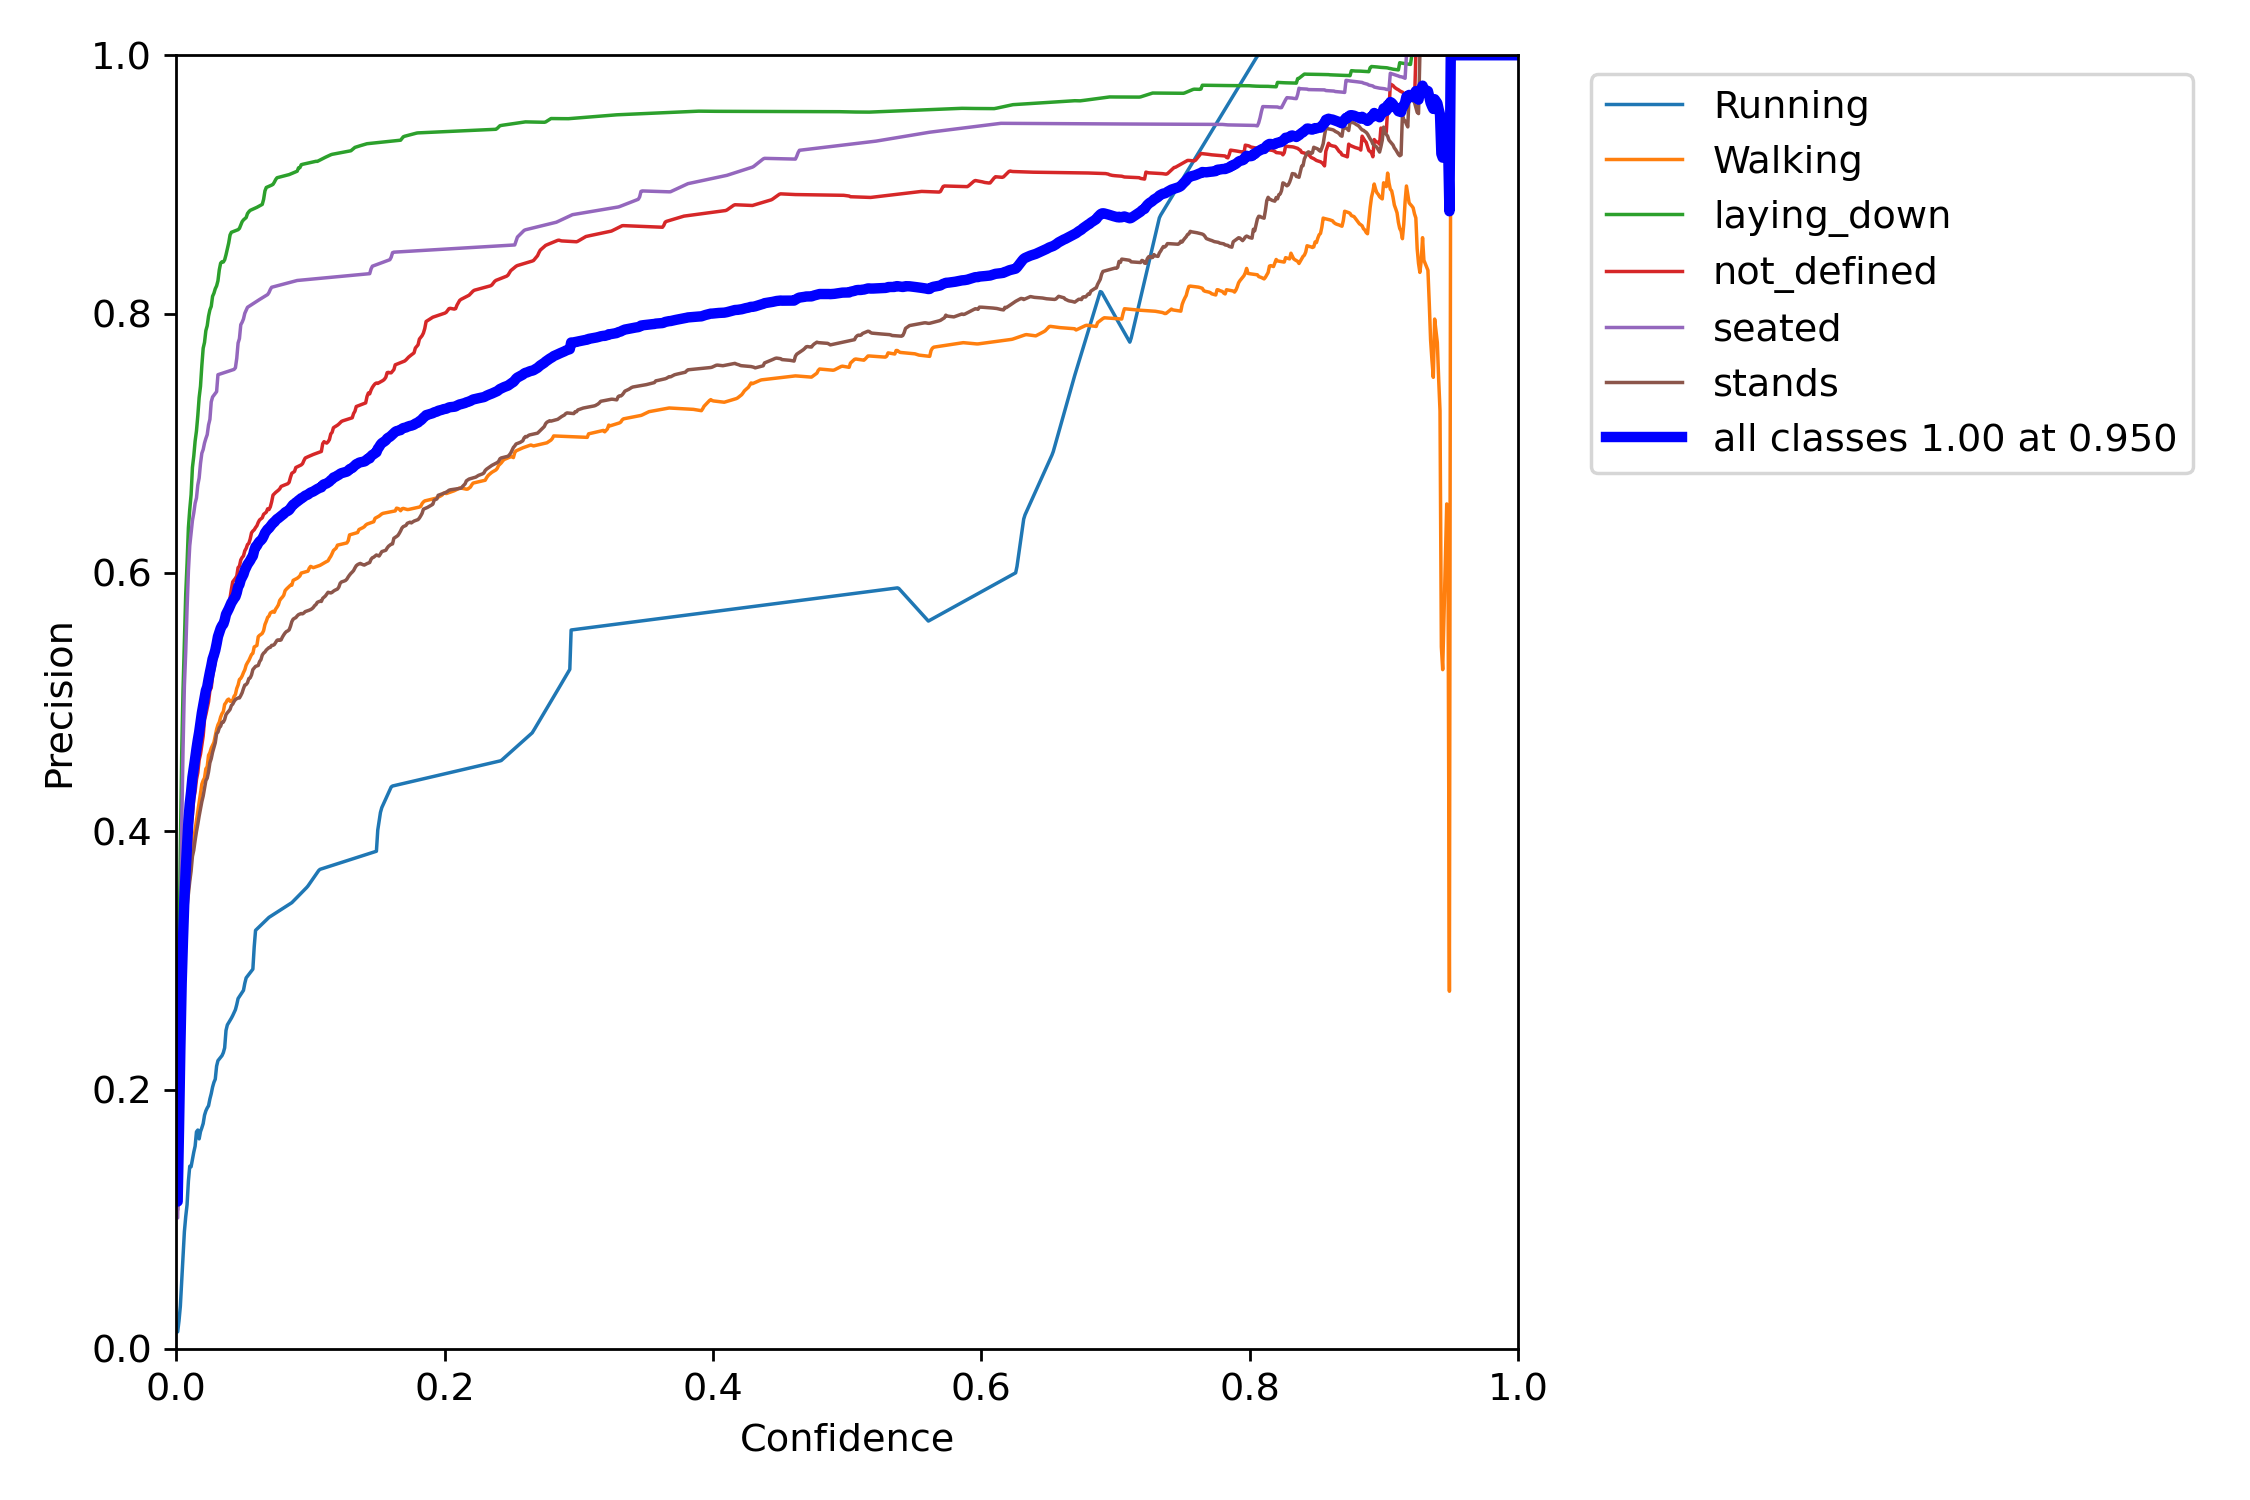 1.0
0.8
0.6
0.4
0.2
0.0
Precision
0.0 0.2 0.4 0.6 0.8 1.0
Confidence
Running
Walking
laying_down
not_defined
seated
stands
all classes 1.00 at 0.950